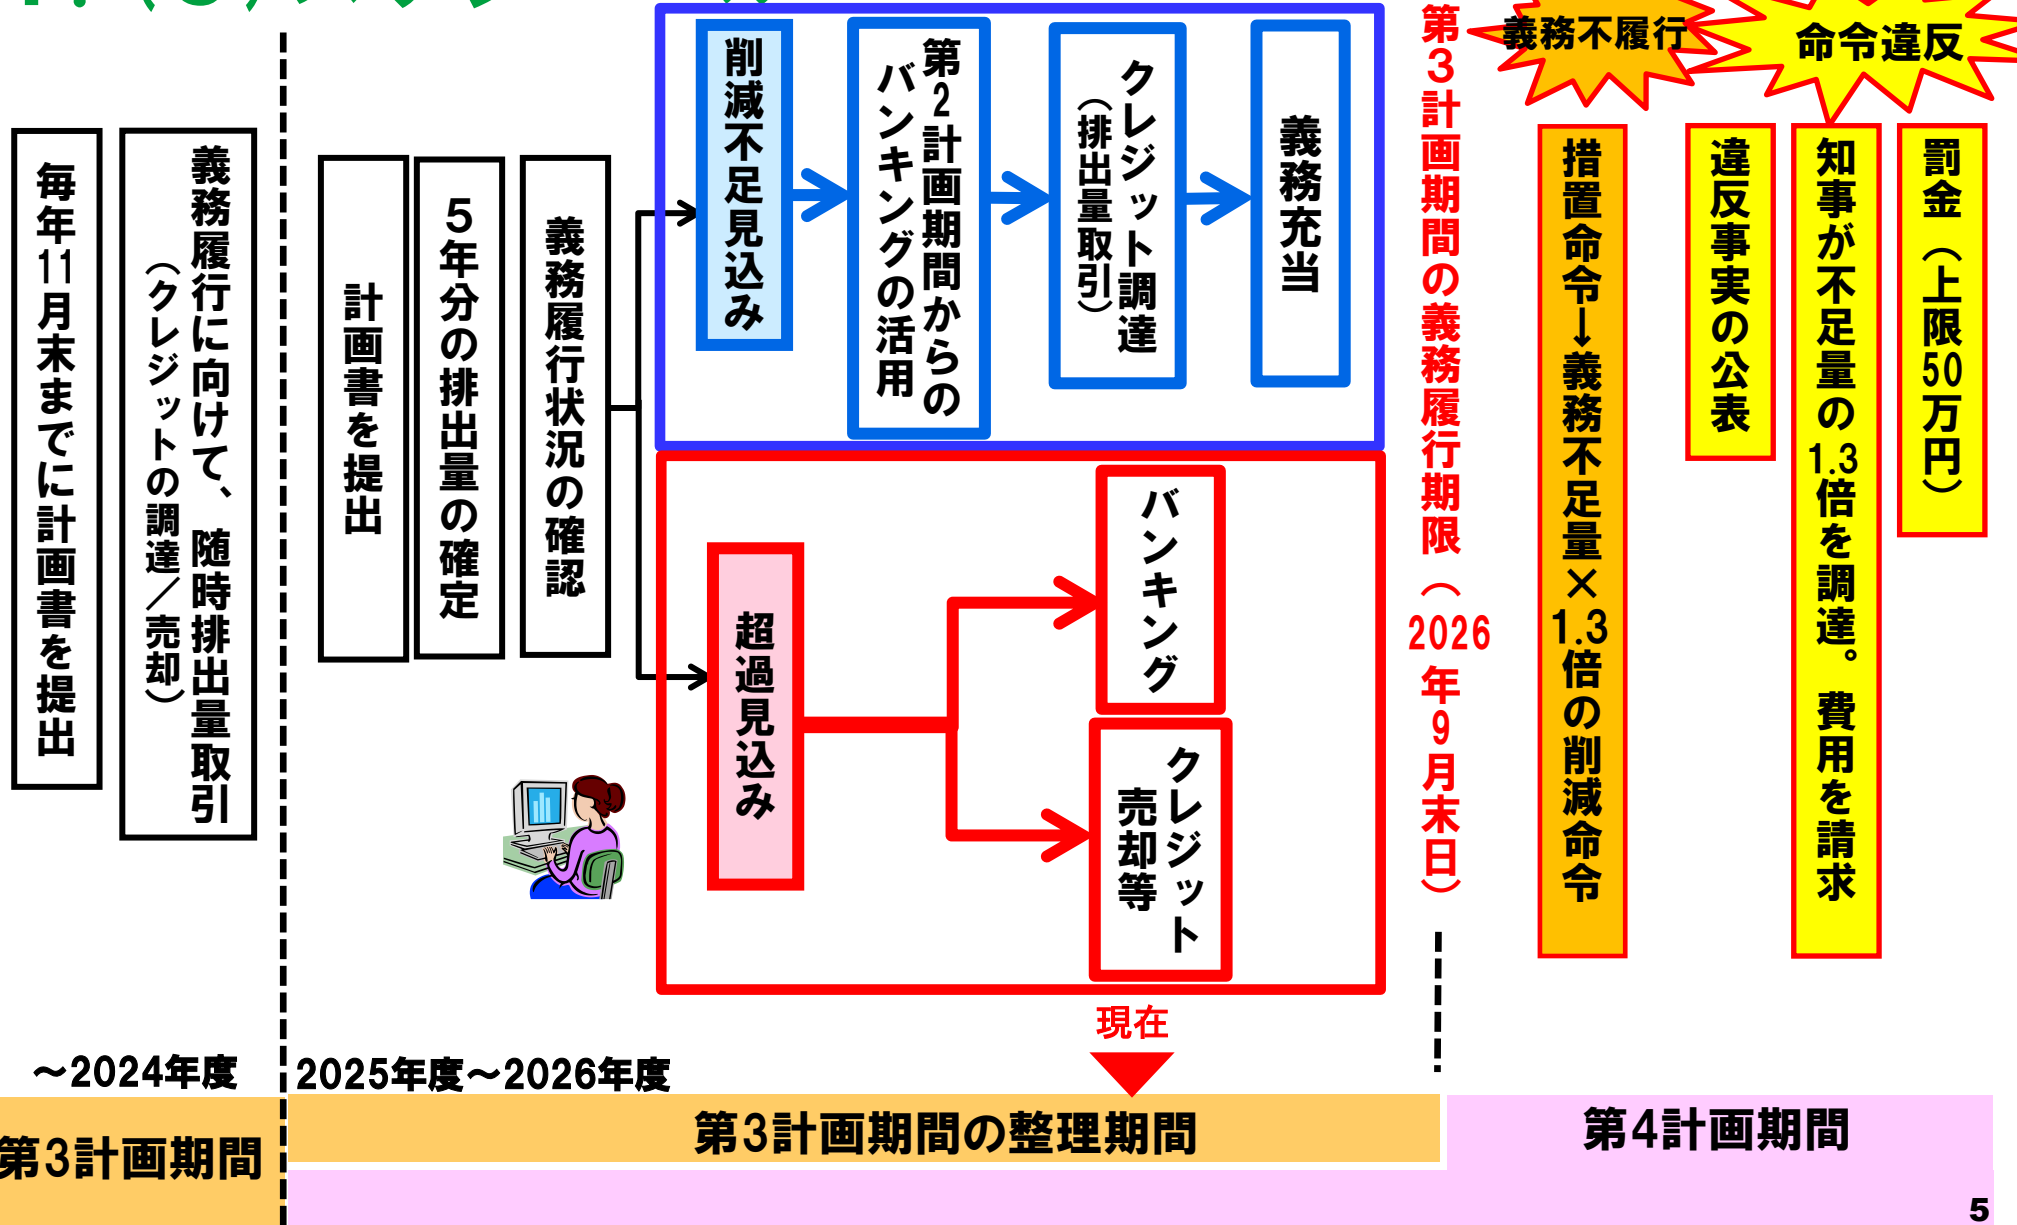 毎年11月末までに計画書を提出
義務履行に向けて、随時排出量取引
（クレジットの調達／売却）
計画書を提出
５年分の排出量の確定
義務履行状況の確認
削減不足見込み
第2計画期間からの
バンキングの活用
クレジット調達
（排出量取引）
義務充当
超過見込み
バンキング
クレジット
売却等
第３計画期間の義務履行期限（2026年9月末日）
義務不履行
措置命令→義務不足量×1.3倍の削減命令
命令違反
違反事実の公表
知事が不足量の1.3倍を調達。費用を請求
罰金（上限50万円）
現在
～2024年度
2025年度～2026年度
第3計画期間
第3計画期間の整理期間
第4計画期間
5